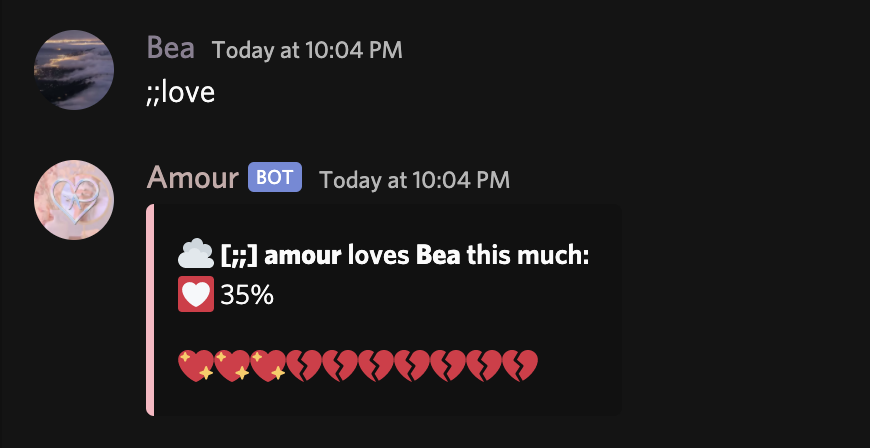 Bea Today at 10:04 PM
;;love
Amour BOT Today at 10:04 PM
[;;] amour loves Bea this much:
35%